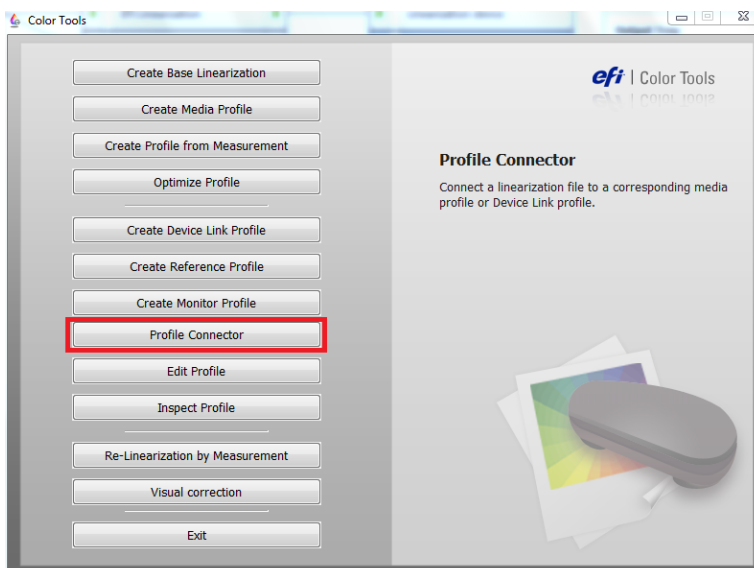 Color Tools
Create Base Linearization
Create Media Profile
Create Profile from Measurement
Optimize Profile
Create Device Link Profile
Create Reference Profile
Create Monitor Profile
Profile Connector
Edit Profile
Inspect Profile
Re-Linearization by Measurement
Visual correction
Exit
efi | Color Tools
Profile Connector
Connect a linearization file to a corresponding media
profile or Device Link profile.